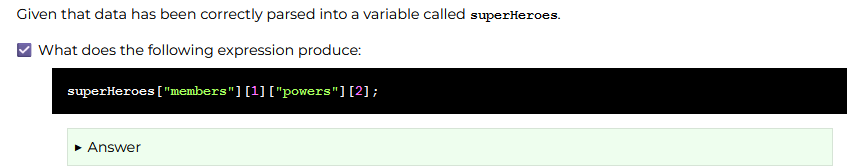 Given that data has been correctly parsed into a variable called superHeroes.
What does the following expression produce:
superHeroes["members"][1]["powers"][2];
▸ Answer